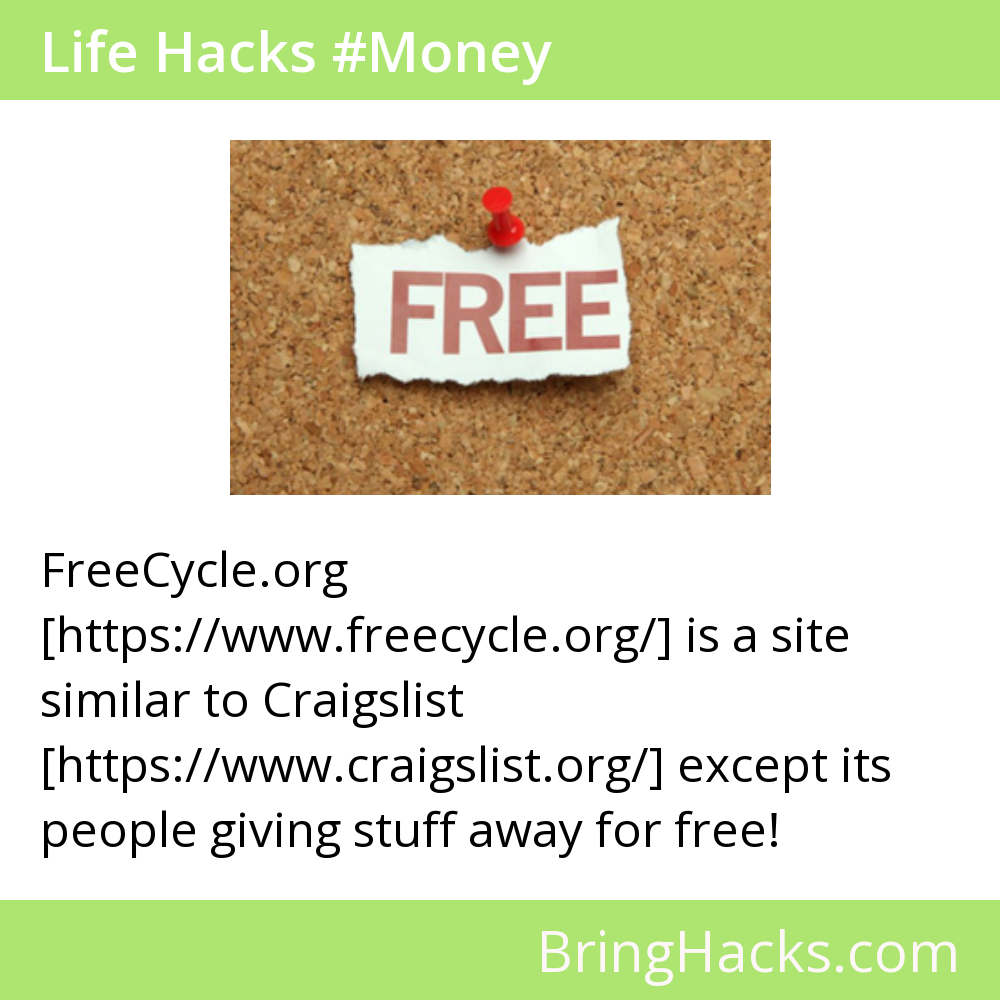 Life Hacks #Money
FREE
FreeCycle.org
[https://www.freecycle.org/] is a site
similar to Craigslist
[https://www.craigslist.org/] except its
people giving stuff away for free!
BringHacks.com